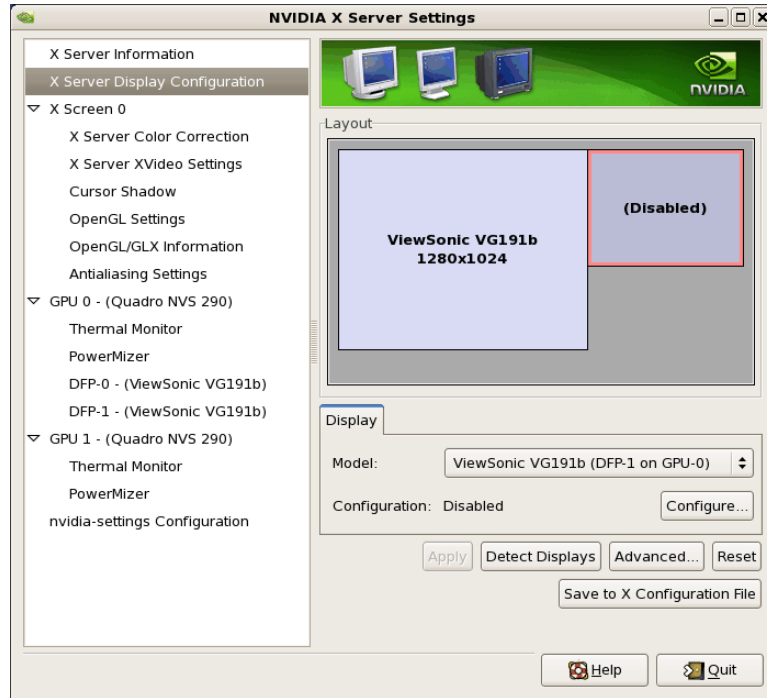 NVIDIA X Server Settings
X Server Information
X Server Display Configuration
X Screen 0
X Server Color Correction
X Server XVideo Settings
Cursor Shadow
OpenGL Settings
OpenGL/GLX Information
Antialiasing Settings
GPU 0 - (Quadro NVS 290)
Thermal Monitor
PowerMizer
DFP-0 - (ViewSonic VG191b)
DFP-1 - (ViewSonic VG191b)
GPU 1 - (Quadro NVS 290)
Thermal Monitor
PowerMizer
nvidia-settings Configuration
NVIDIA
Layout
ViewSonic VG191b
1280x1024
(Disabled)
Display
Model: ViewSonic VG191b (DFP-1 on GPU-0)
Configuration: Disabled Configure...
Apply Detect Displays Advanced... Reset
Save to X Configuration File
Help Quit